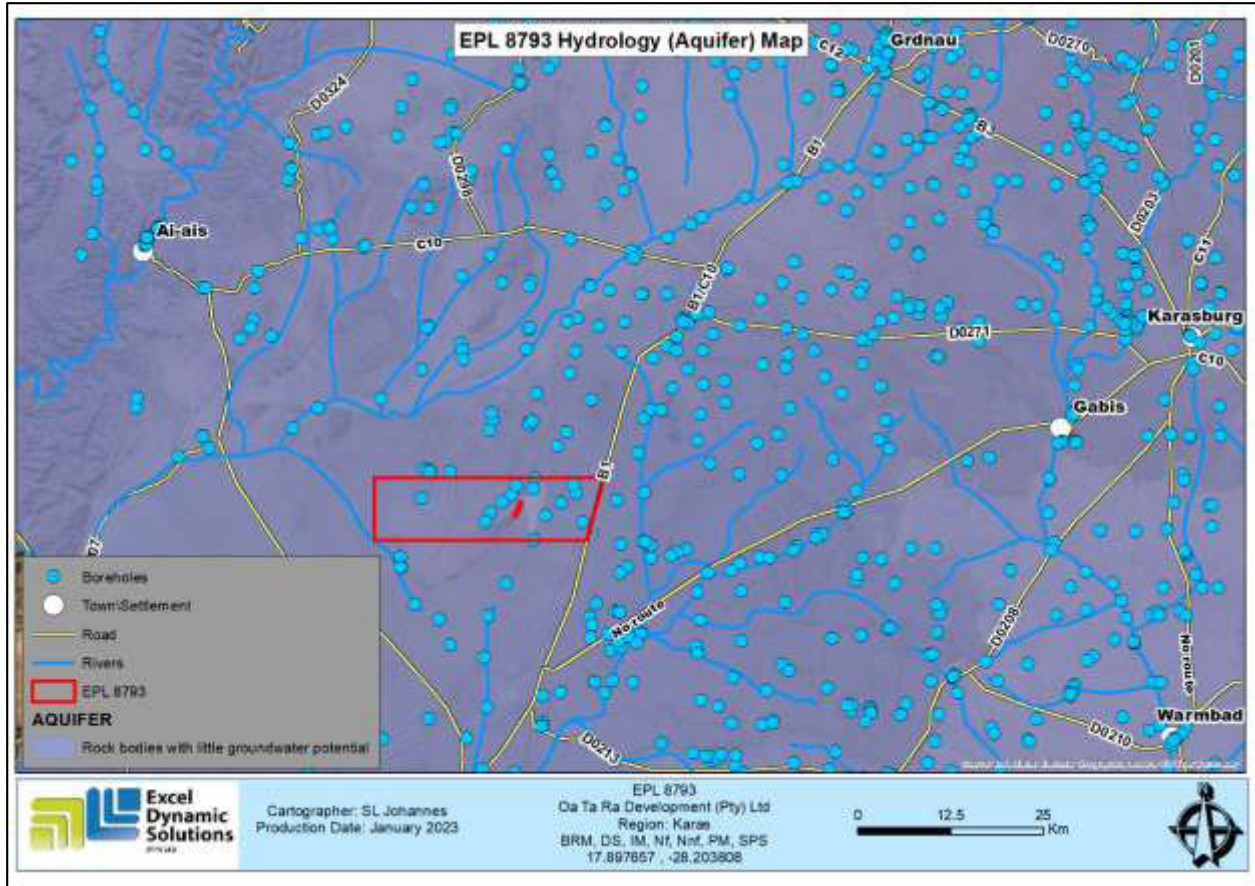 EPL 8793 Hydrology (Aquifer) Map
Grdnau
C12
D0270
D0201
D0324
B1
B3
D0298
D0203
Ai-ais
C10
C11
B1/C10
Karasburg
D0271
C10
Gabis
B1
07
No route
D0208
No route
Warmbad
D0210
D0213
Boreholes
Town\Settlement
Road
Rivers
EPL 8793
AQUIFER
Rock bodies with little groundwater potential
Excel
Dynamic
Solutions
Cartographer: SL Johannes
Production Date: January 2023
EPL 8793
Oa Ta Ra Development (Pty) Ltd
Region: Karas
BRM, DS, IM, Nf, Nnf, PM, SPS
17.897657 , -28.203808
0 12.5 25
Km